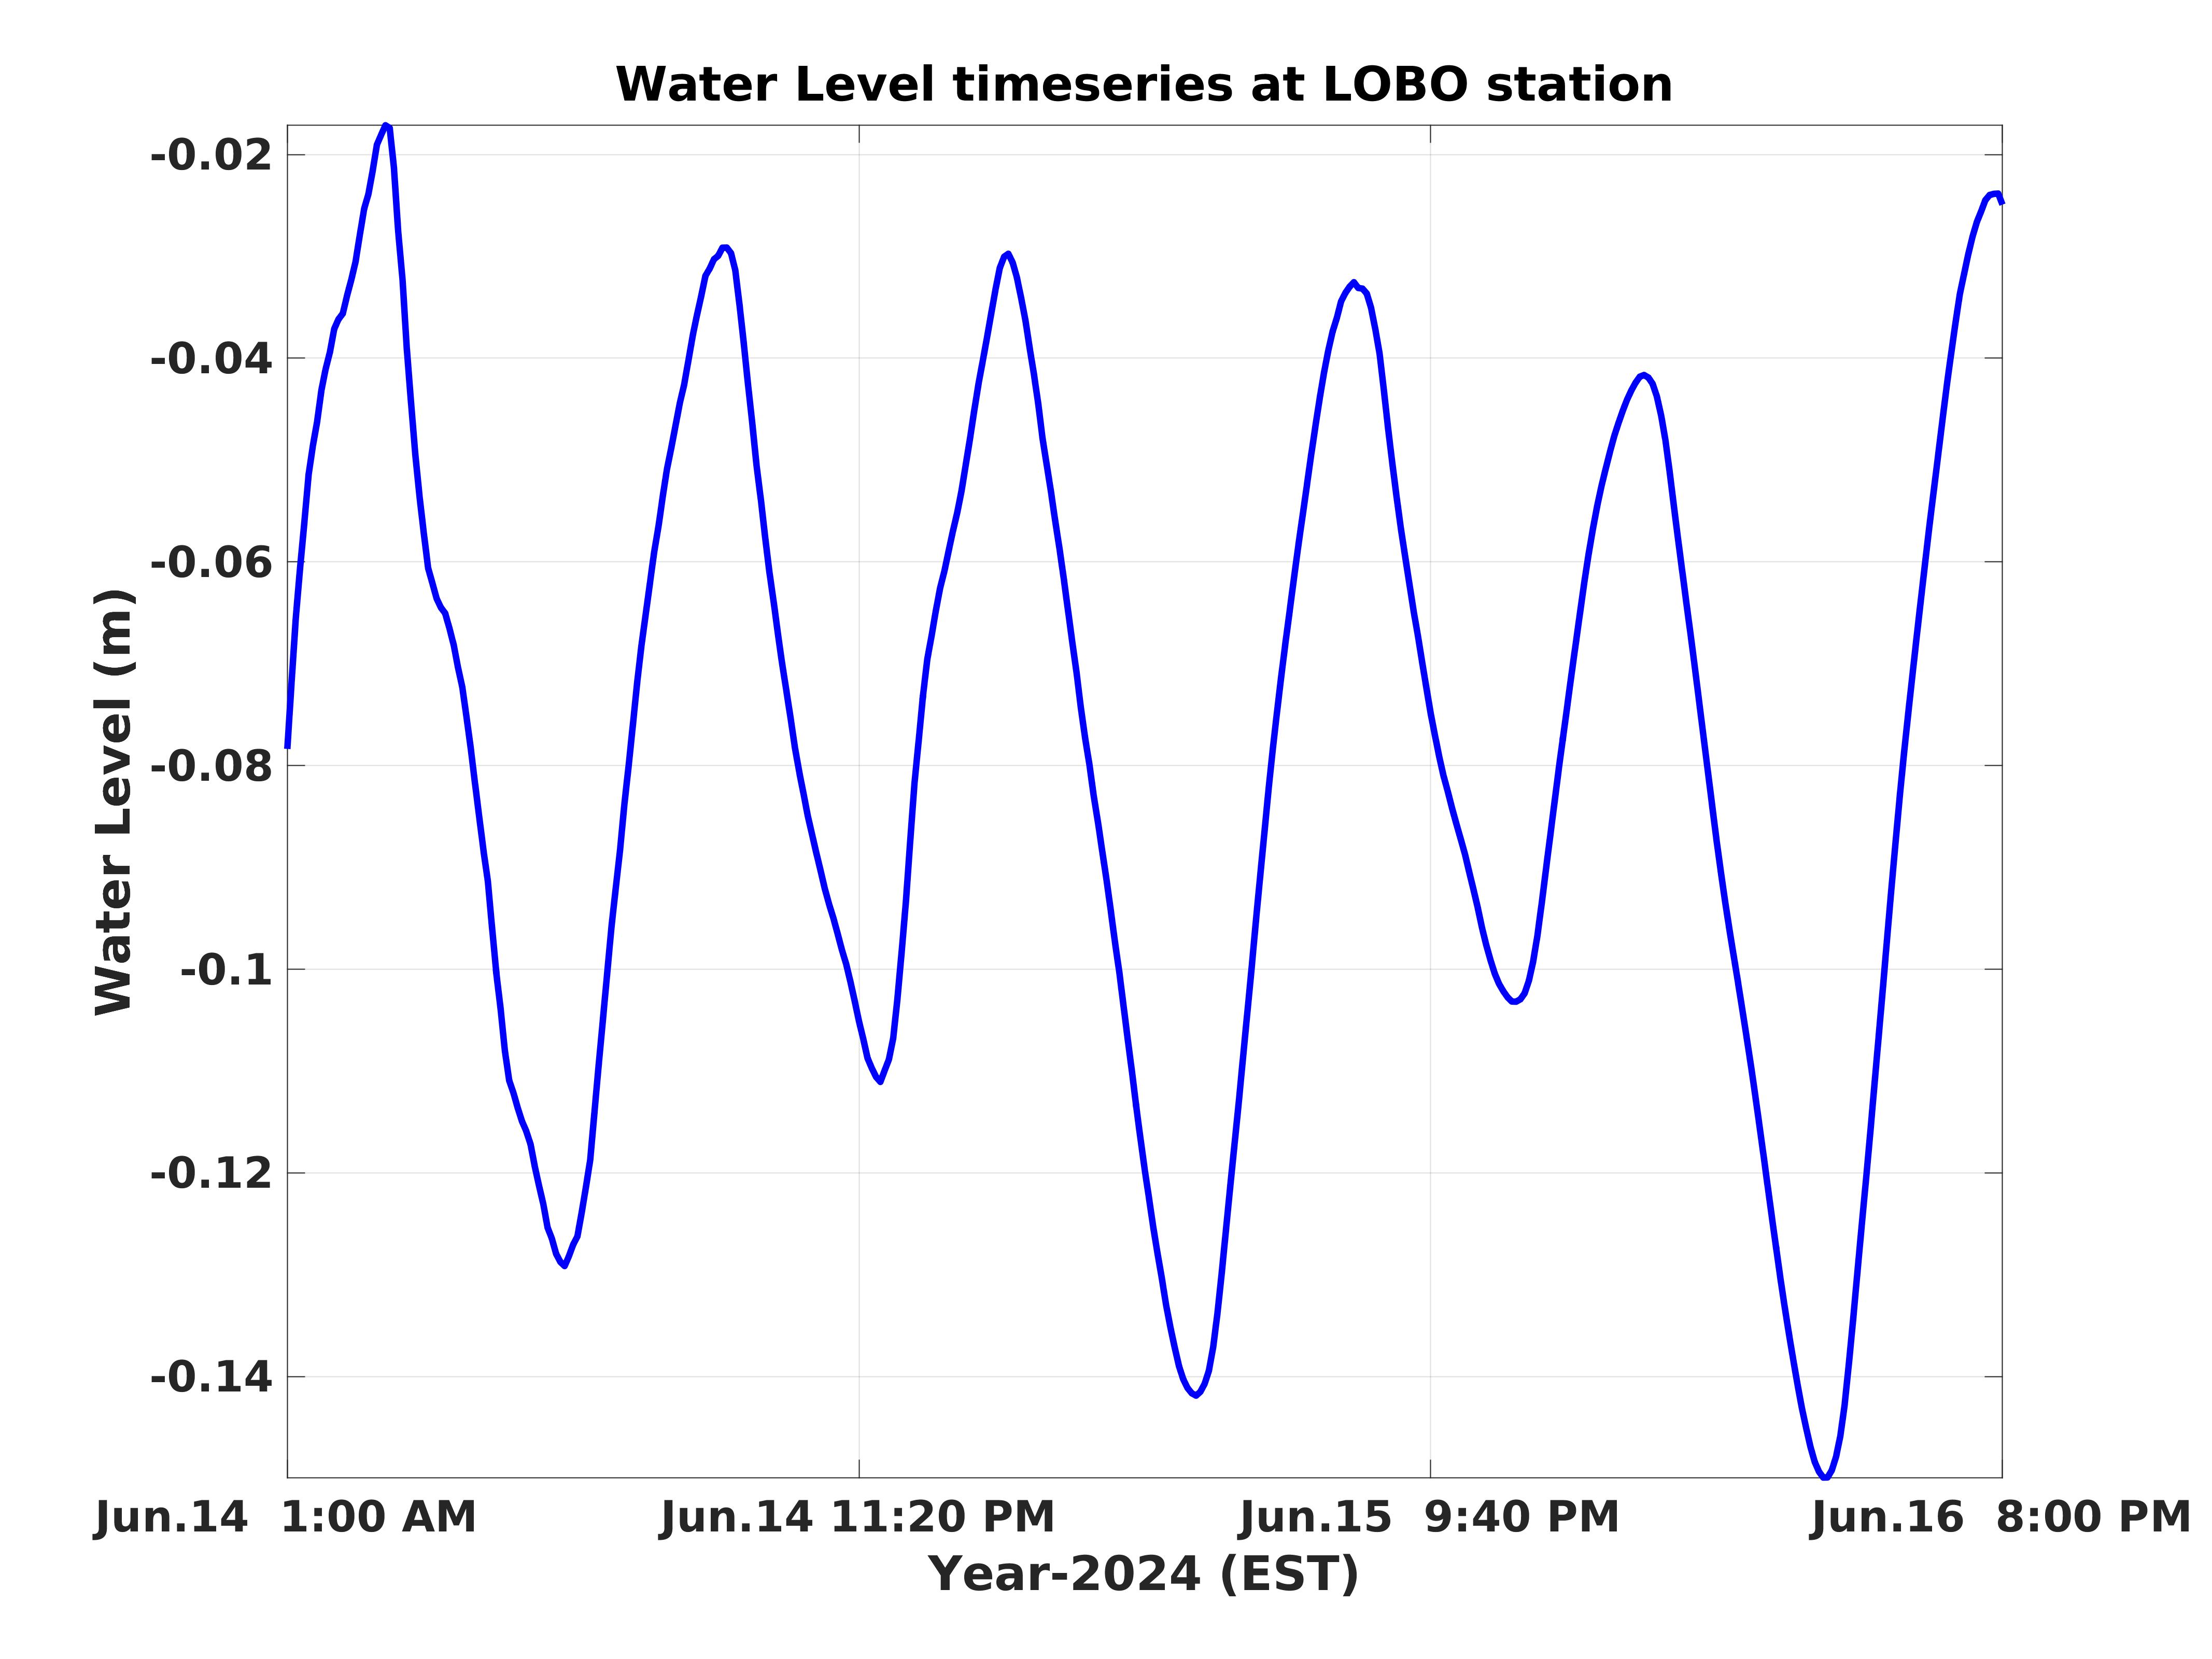 Water Level timeseries at LOBO station
-0.02
-0.04
-0.06
-0.08
-0.1
-0.12
-0.14
Water Level (m)
Jun.14  1:00 AM
Jun.14 11:20 PM
Jun.15  9:40 PM
Jun.16  8:00 PM
Year-2024 (EST)